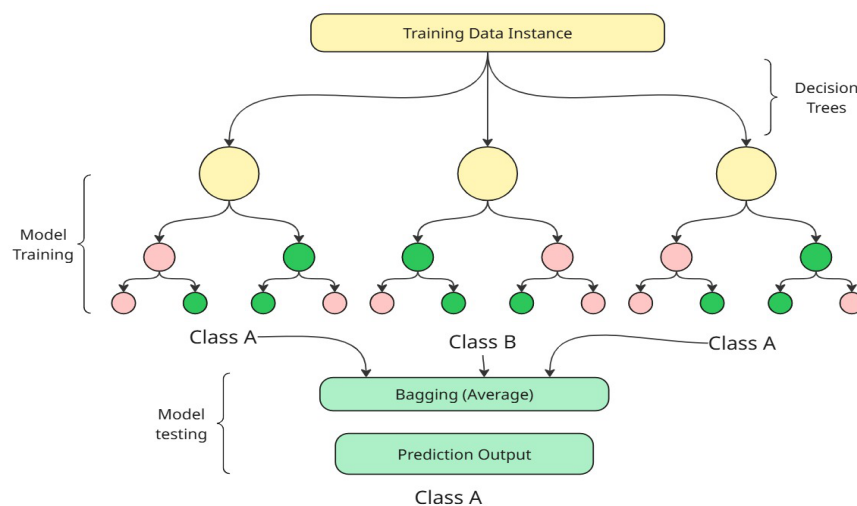 Training Data Instance
Decision
Trees
Model
Training
Class A
Class B
Class A
Bagging (Average)
Model
testing
Prediction Output
Class A